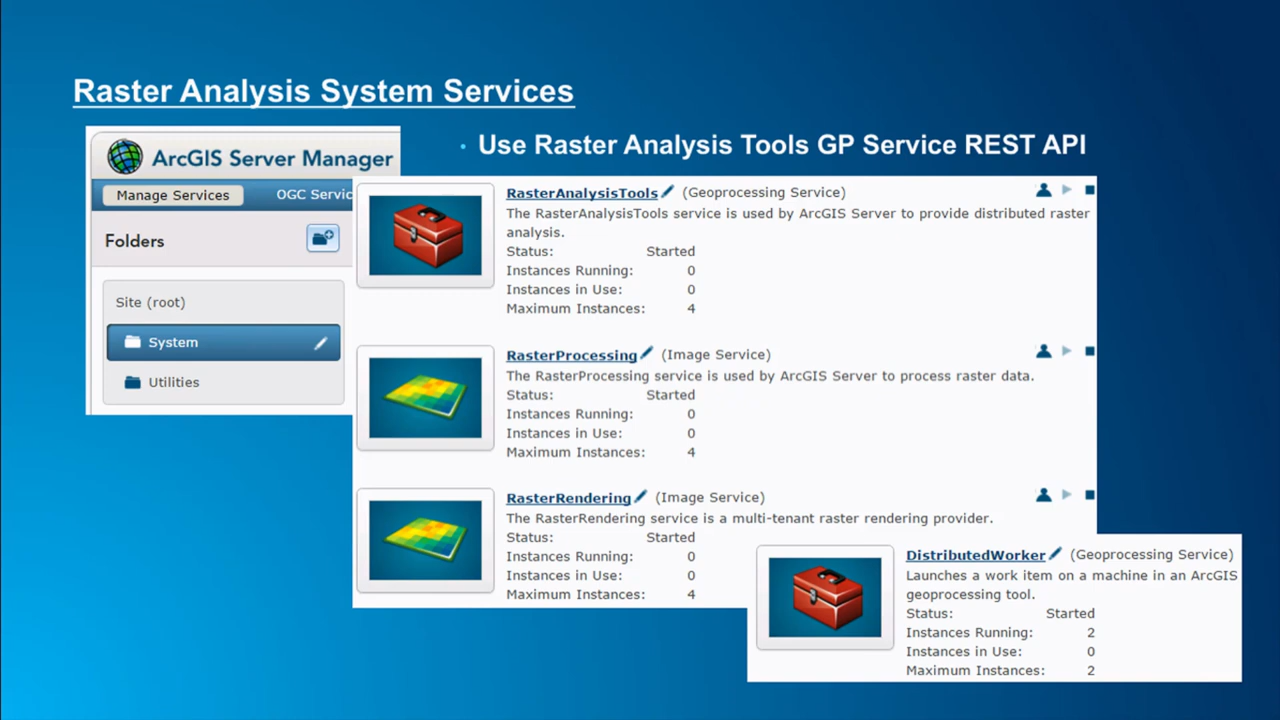 Raster Analysis System Services
• Use Raster Analysis Tools GP Service REST API
ArcGIS Server Manager
Manage Services
OGC Servic
Folders
Site (root)
System
Utilities
RasterAnalysisTools (Geoprocessing Service)
The RasterAnalysisTools service is used by ArcGIS Server to provide distributed raster
analysis.
Status: Started
Instances Running: 0
Instances in Use: 0
Maximum Instances: 4
RasterProcessing (Image Service)
The RasterProcessing service is used by ArcGIS Server to process raster data.
Status: Started
Instances Running: 0
Instances in Use: 0
Maximum Instances: 4
RasterRendering (Image Service)
The RasterRendering service is a multi-tenant raster rendering provider.
Status: Started
Instances Running: 0
Instances in Use: 0
Maximum Instances: 4
DistributedWorker (Geoprocessing Service)
Launches a work item on a machine in an ArcGIS
geoprocessing tool.
Status: Started
Instances Running: 2
Instances in Use: 0
Maximum Instances: 2